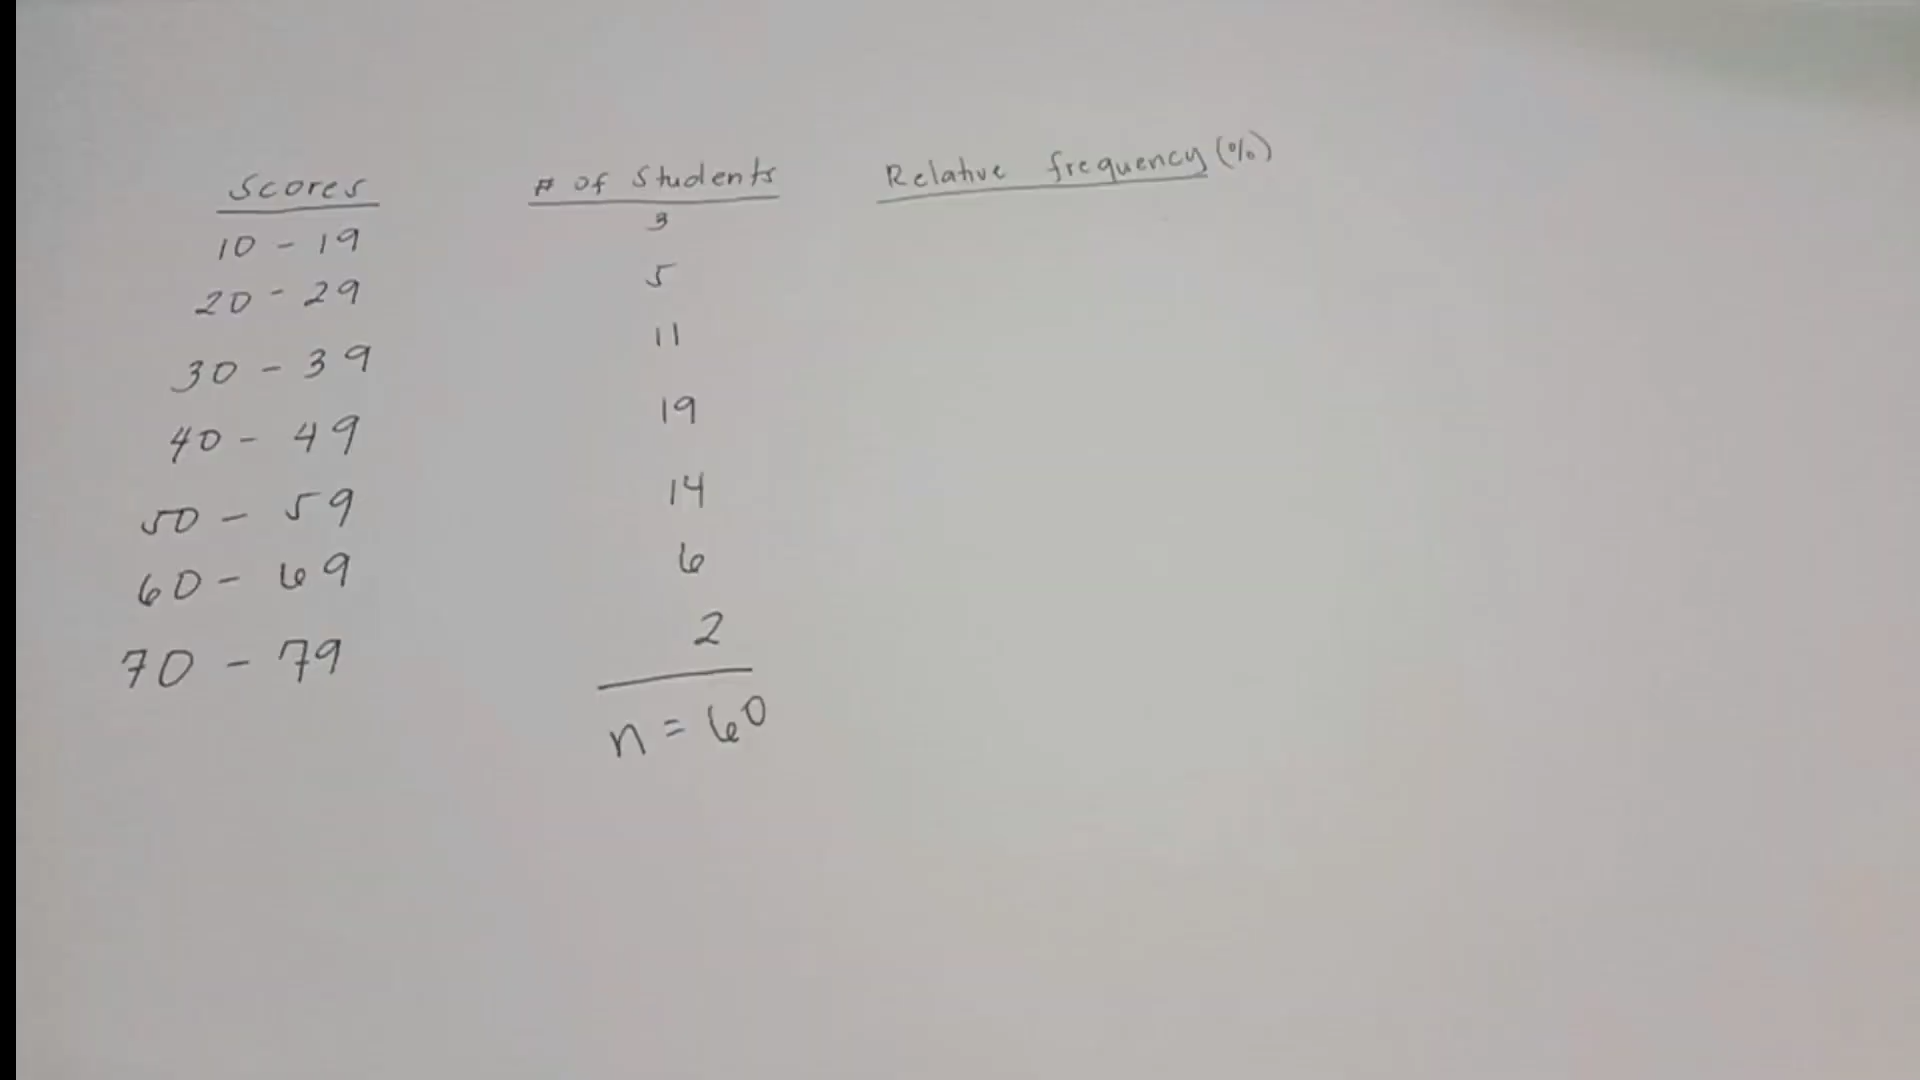 Scores # of Students Relative frequency (%)
10 - 19 3
20 - 29 5
30 - 39 11
40 - 49 19
50 - 59 14
60 - 69 6
70 - 79 2
n = 60